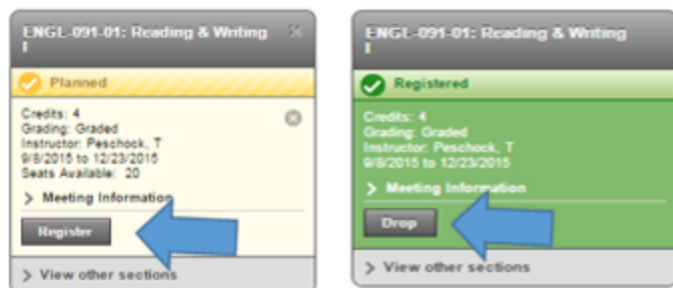 ENGL-091-01: Reading & Writing
I
Planned
Credits: 4
Grading: Graded
Instructor: Peschock, T
9/8/2015 to 12/23/2015
Seats Available: 20
Meeting Information
Register
View other sections
ENGL-091-01: Reading & Writing
I
Registered
Credits: 4
Grading: Graded
Instructor: Peschock, T
9/8/2015 to 12/23/2015
Meeting Information
Drop
View other sections